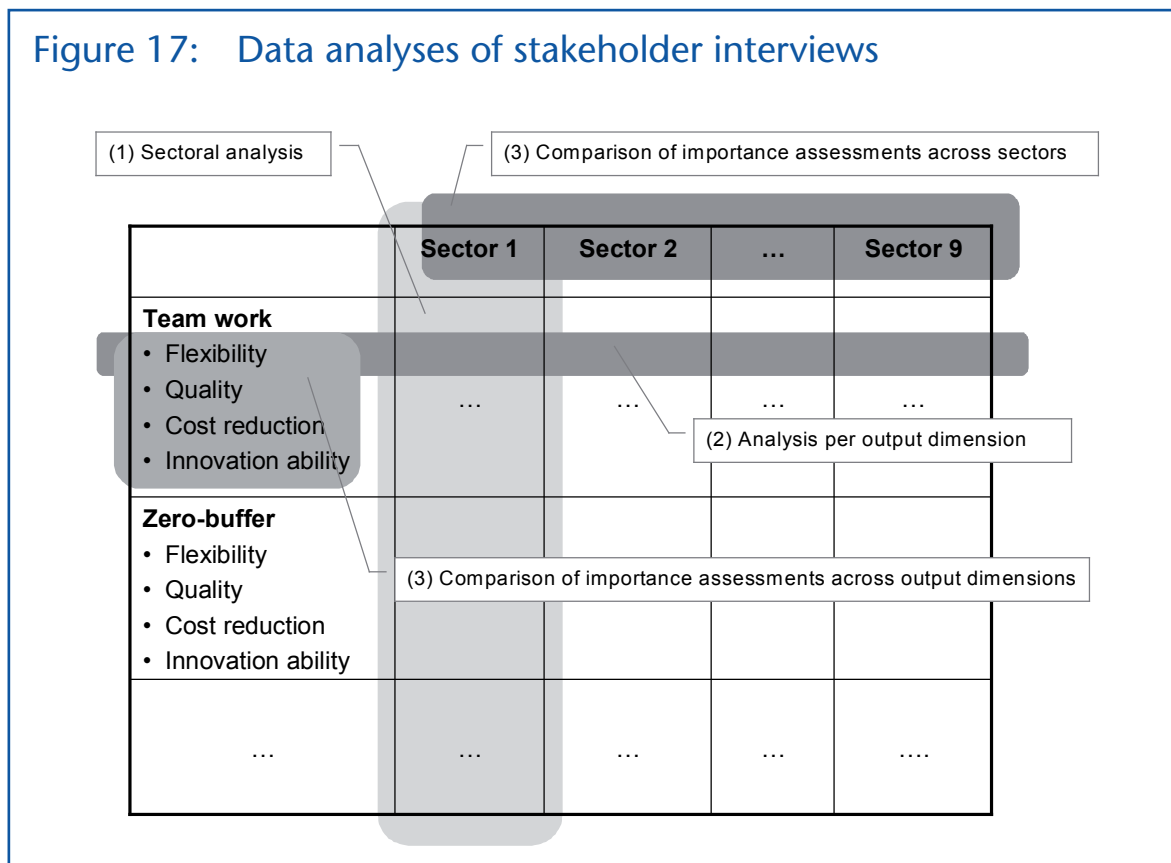 Figure 17: Data analyses of stakeholder interviews
(1) Sectoral analysis
(3) Comparison of importance assessments across sectors
Sector 1 Sector 2 … Sector 9
Team work
• Flexibility
• Quality
… … … …
• Cost reduction
(2) Analysis per output dimension
• Innovation ability
Zero-buffer
• Flexibility
(3) Comparison of importance assessments across output dimensions
• Quality
• Cost reduction
• Innovation ability
… … … … ….